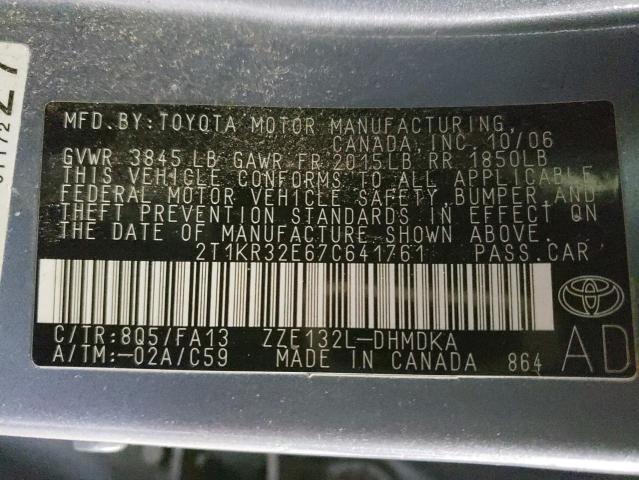 MFD. BY: TOYOTA MOTOR MANUFACTURING,
CANADA, INC. 10/06
GVWR 3845 LB GAWR FR 2015LB RR 1850LB
THIS VEHICLE CONFORMS TO ALL APPLICABLE
FEDERAL MOTOR VEHICLE SAFETY, BUMPER, AND
THEFT PREVENTION STANDARDS IN EFFECT ON
THE DATE OF MANUFACTURE SHOWN ABOVE.
2T1KR32E67C641761 PASS. CAR
C/TR:8Q5/FA13 ZZE132L-DHMDKA
A/TM:-02A/C59 MADE IN CANADA 864
AD